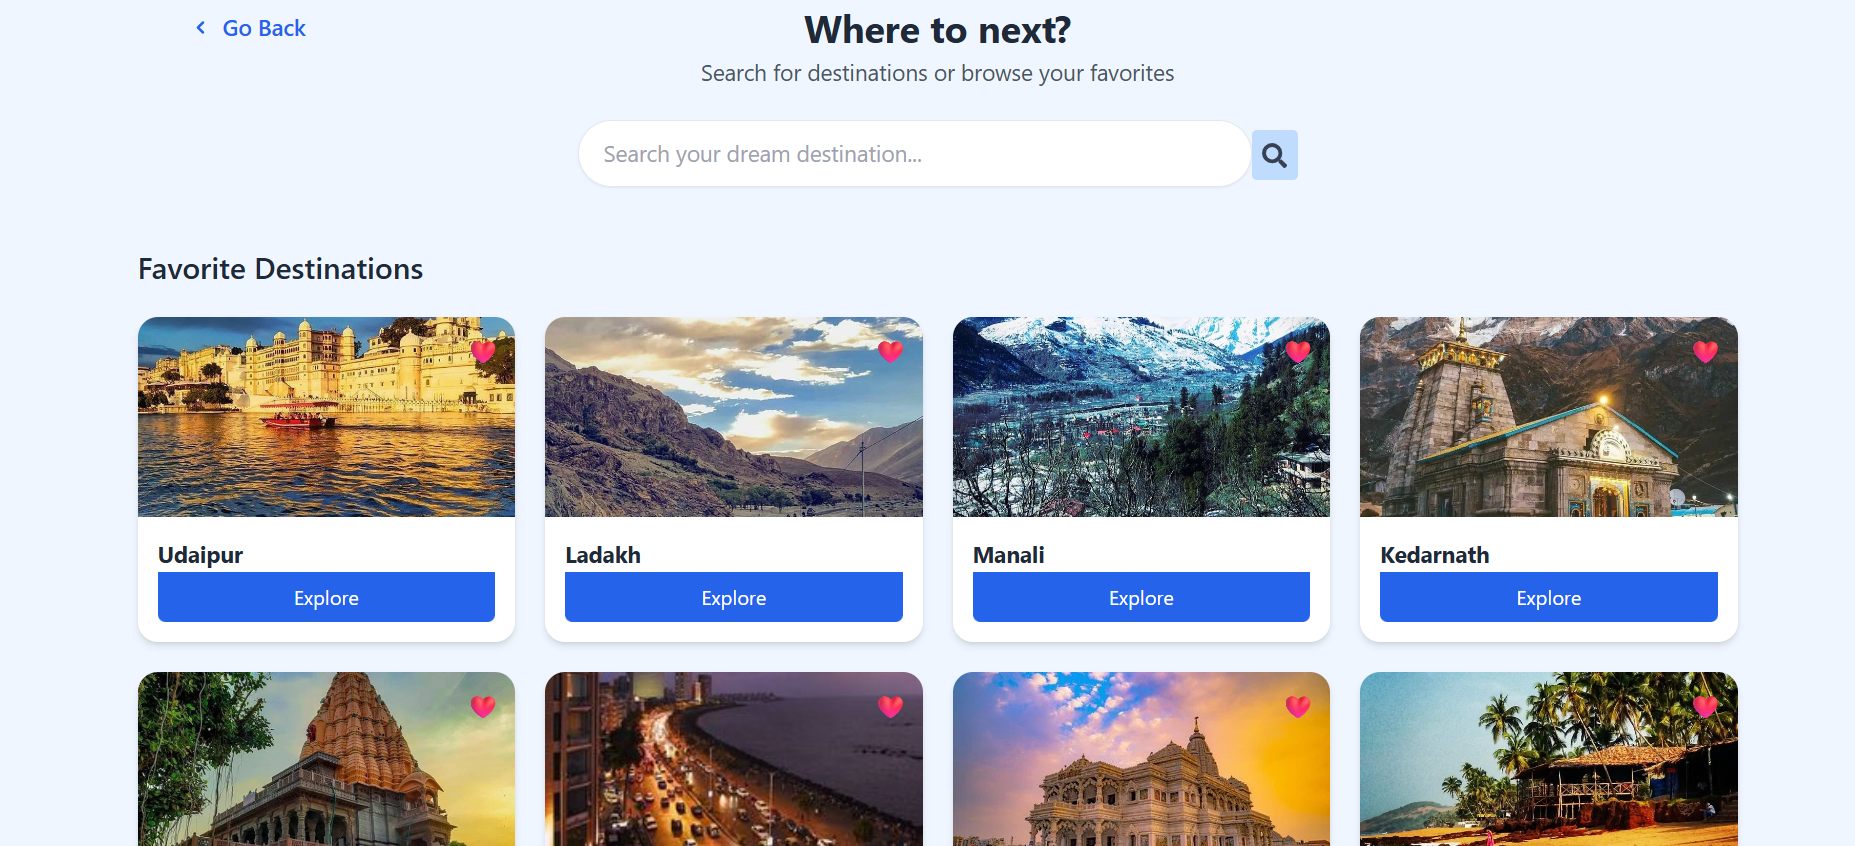 Go Back
Where to next?
Search for destinations or browse your favorites
Search your dream destination...
Favorite Destinations
Udaipur
Explore
Ladakh
Explore
Manali
Explore
Kedarnath
Explore